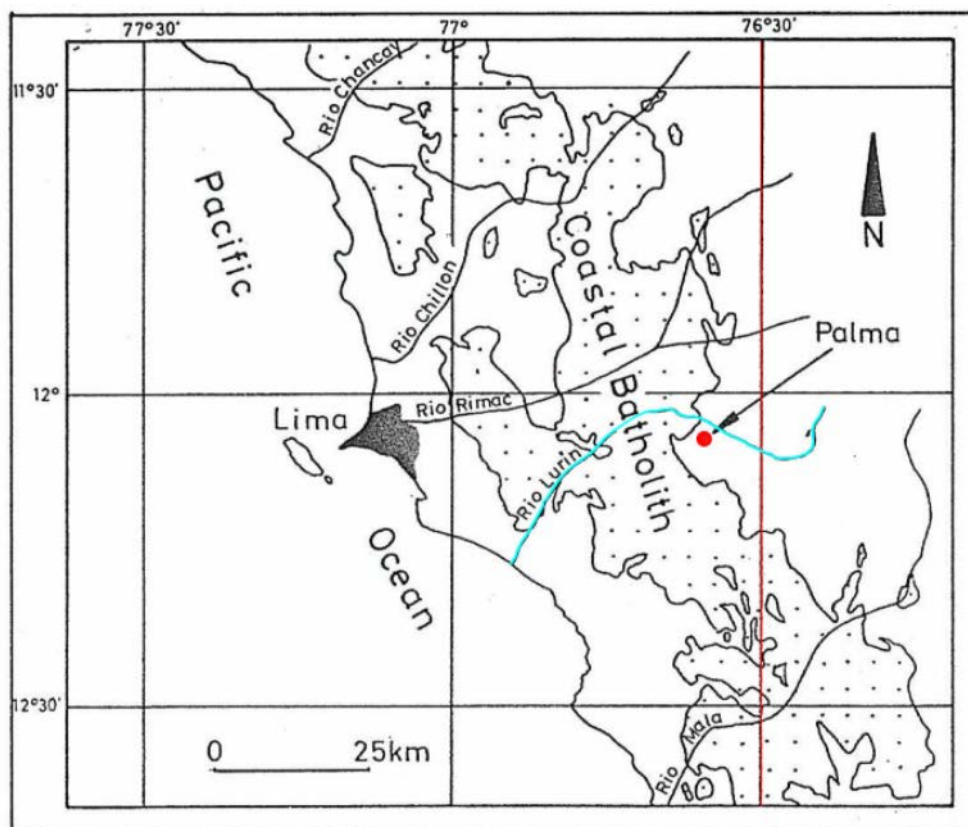 77°30'
77°
76°30'
11°30'
Rio Chancay
Pacific
N
Coastal
Rio Chillon
Palma
12°
Lima
Rio Rimac
Batholith
Rio Lurin
Ocean
12°30'
0
25km
Rio Mala